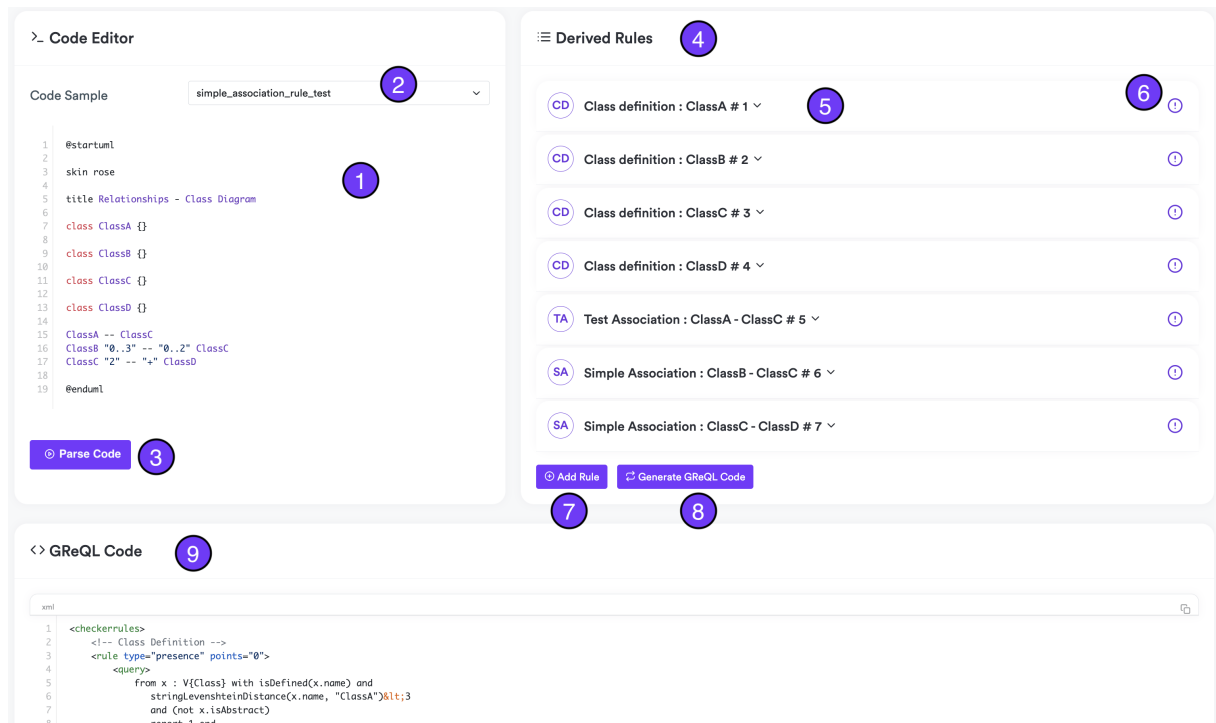 >_ Code Editor
Code Sample
simple_association_rule_test
2
1 @startuml
2
3 skin rose
4
5 title Relationships - Class Diagram
6
7 class ClassA {}
8
9 class ClassB {}
10
11 class ClassC {}
12
13 class ClassD {}
14
15 ClassA -- ClassC
16 ClassB "0..3" -- "0..2" ClassC
17 ClassC "2" -- "+" ClassD
18
19 @enduml
1
Parse Code
3
Derived Rules
4
CD Class definition : ClassA # 1
5
6
CD Class definition : ClassB # 2
CD Class definition : ClassC # 3
CD Class definition : ClassD # 4
TA Test Association : ClassA - ClassC # 5
SA Simple Association : ClassB - ClassC # 6
SA Simple Association : ClassC - ClassD # 7
Add Rule
Generate GReQL Code
7
8
<> GReQL Code
9
xml
1 <checkerrules>
2 <!-- Class Definition -->
3 <rule type="presence" points="0">
4 <query>
5 from x : V{Class} with isDefined(x.name) and
6 stringLevenshteinDistance(x.name, "ClassA")&lt;3
7 and (not x.isAbstract)
8 report 1 end